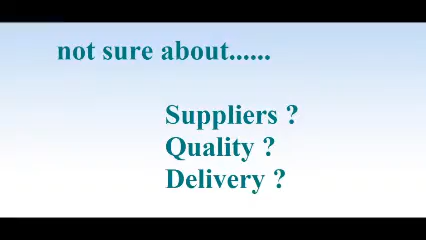 not sure about......
Suppliers ?
Quality ?
Delivery ?